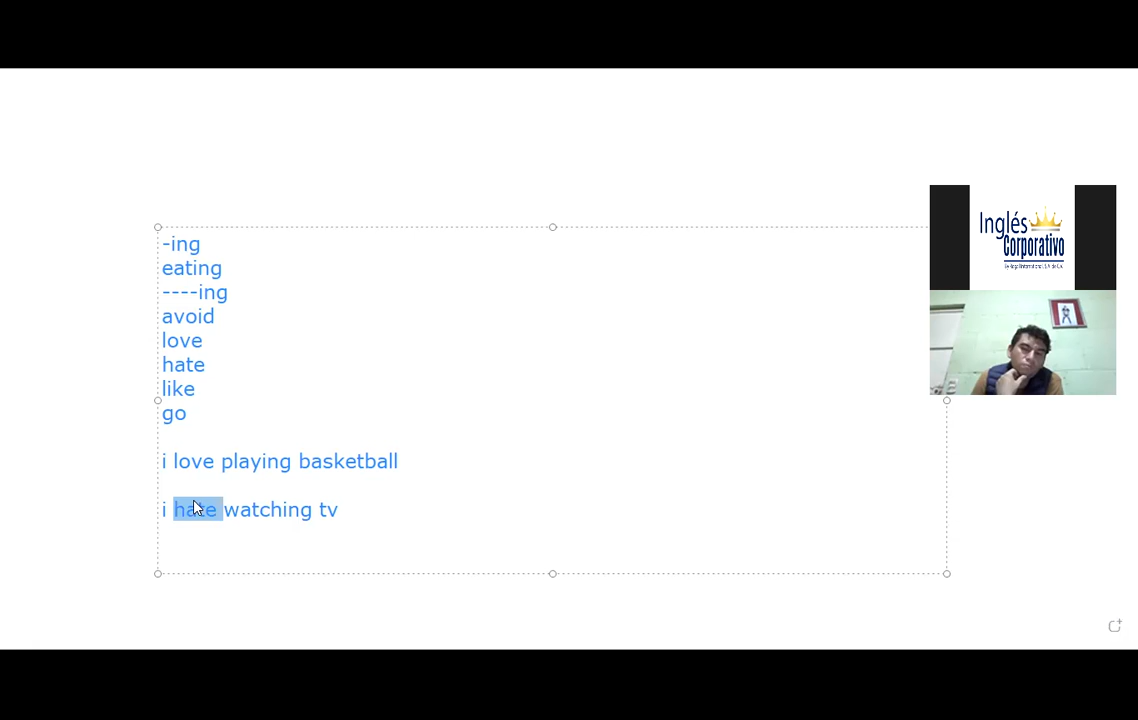 -ing
eating
----ing
avoid
love
hate
like
go
i love playing basketball
i hate watching tv
Inglés
Corporativo